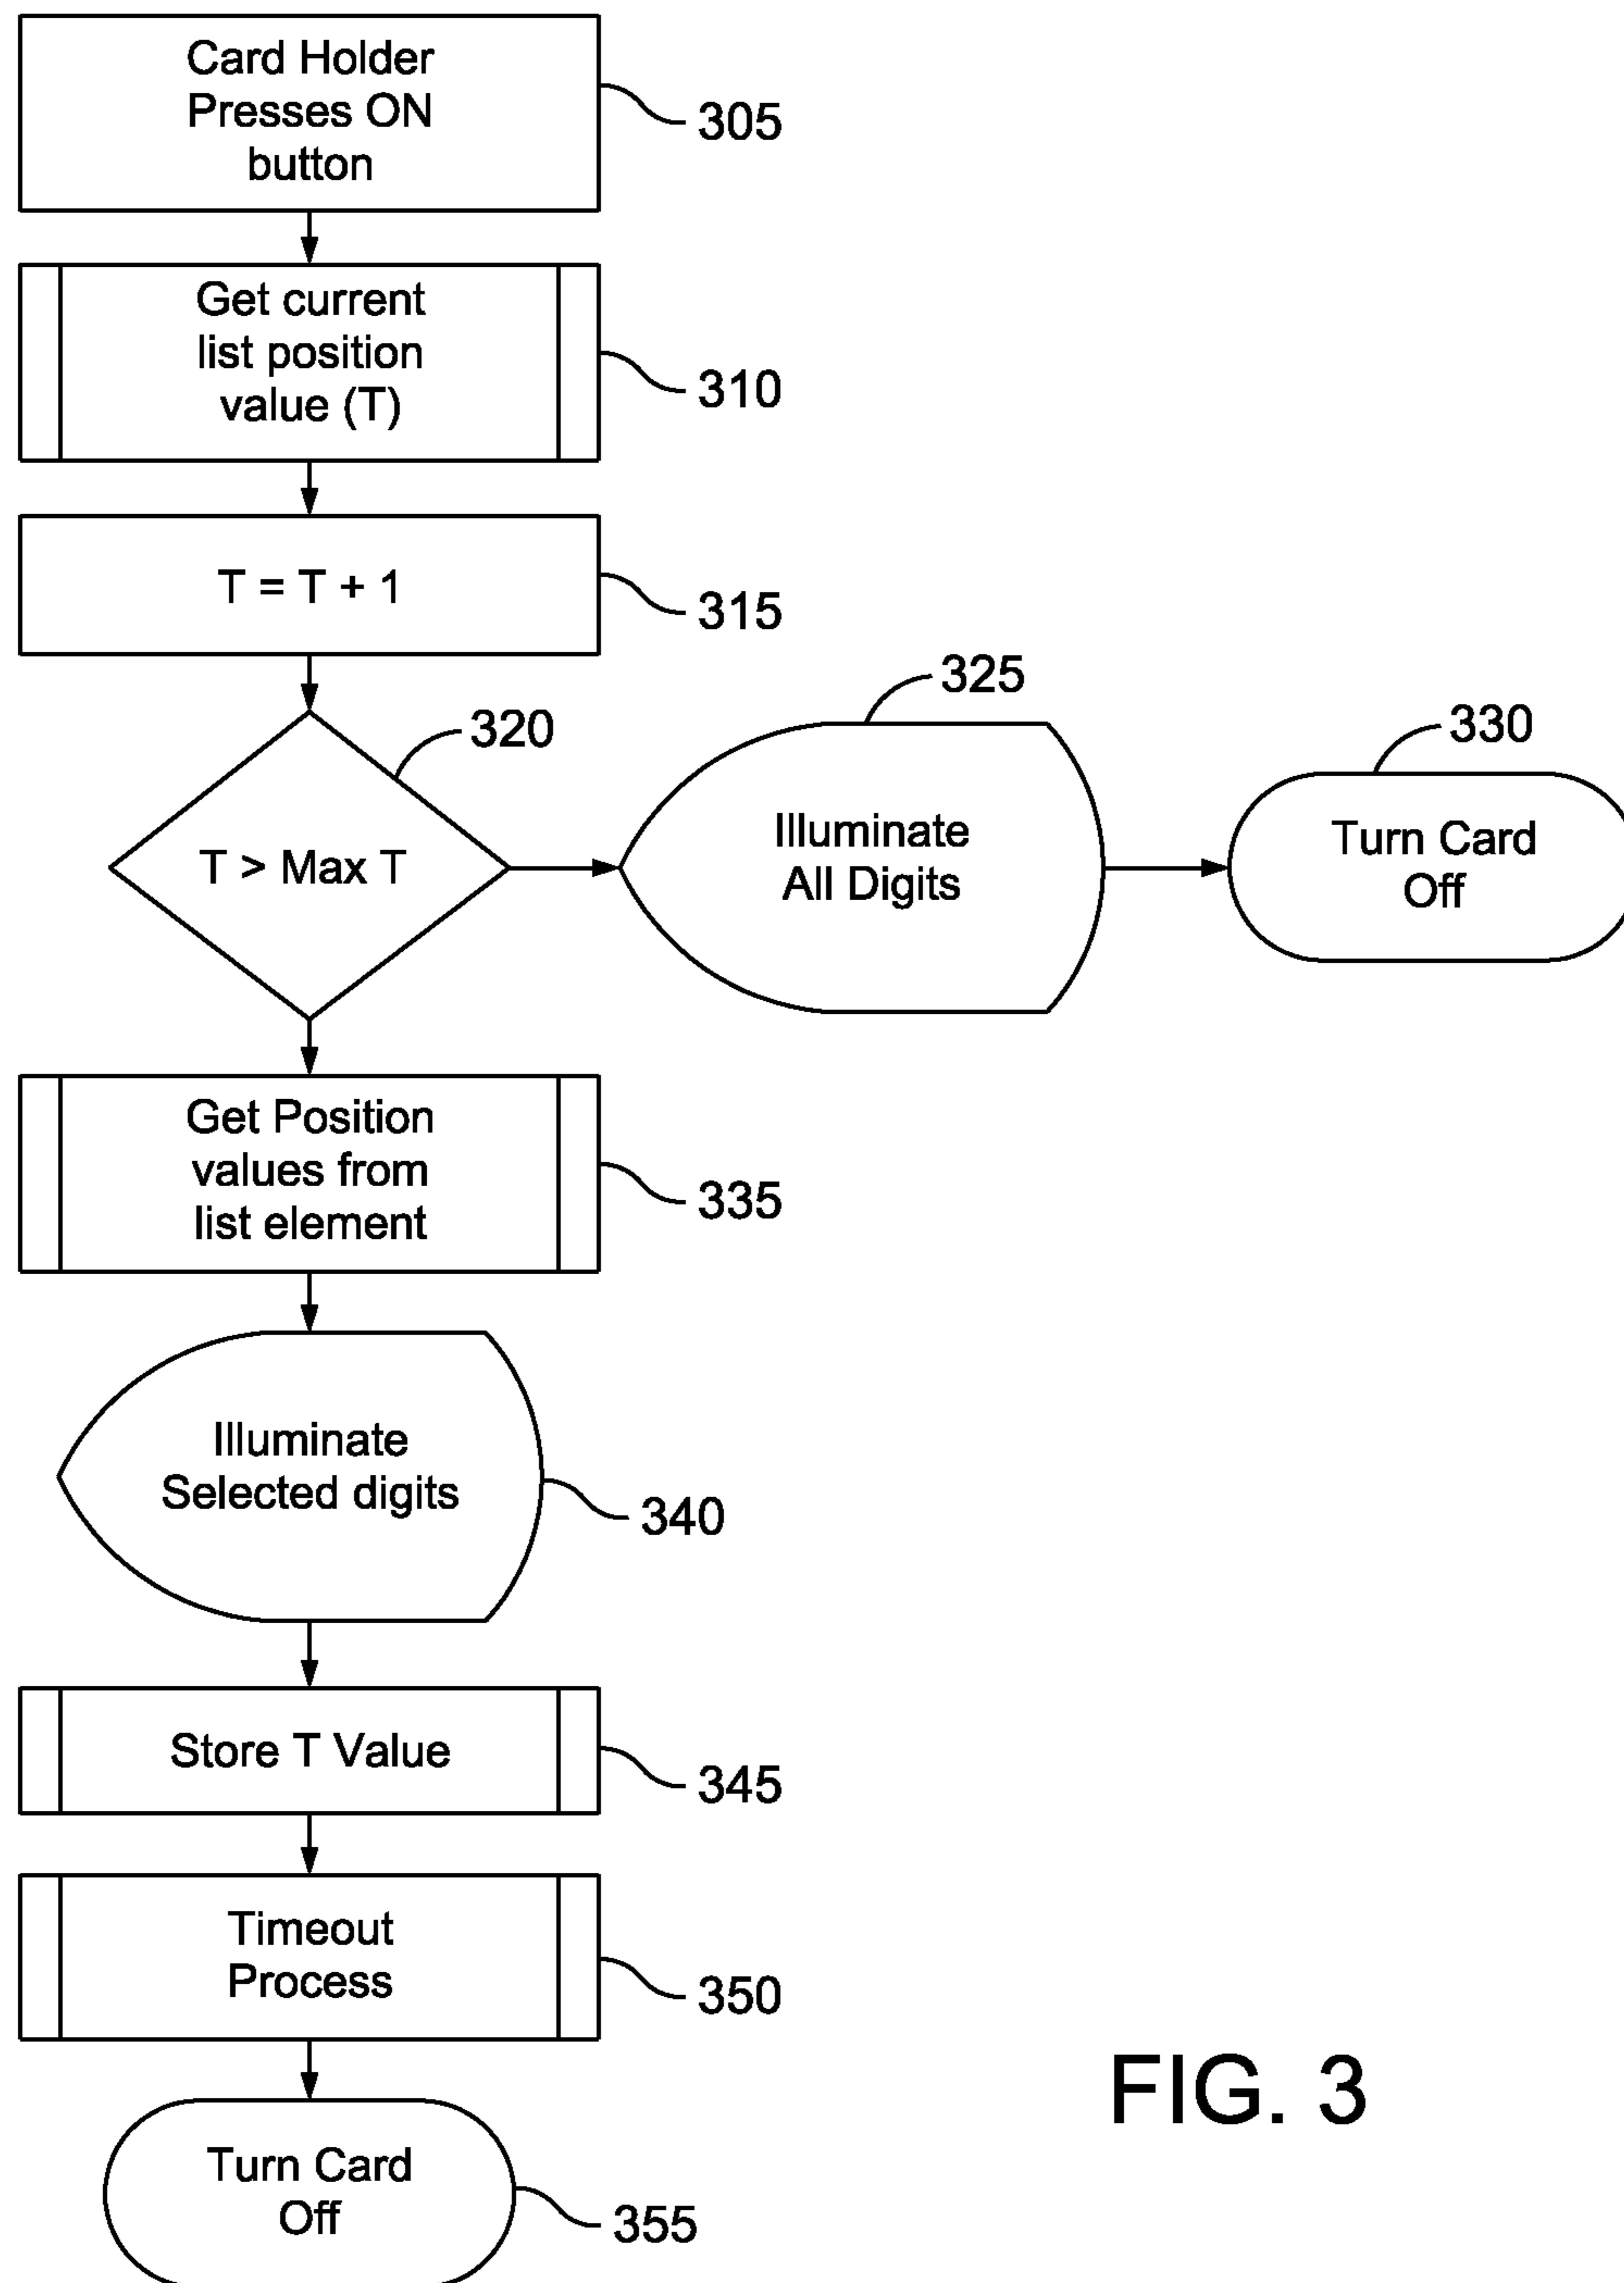 Card Holder
Presses ON
button
305
Get current
list position
value (T)
310
T = T + 1
315
320
T > Max T
325
Illuminate
All Digits
330
Turn Card
Off
Get Position
values from
list element
335
Illuminate
Selected digits
340
Store T Value
345
Timeout
Process
350
Turn Card
Off
355
FIG. 3